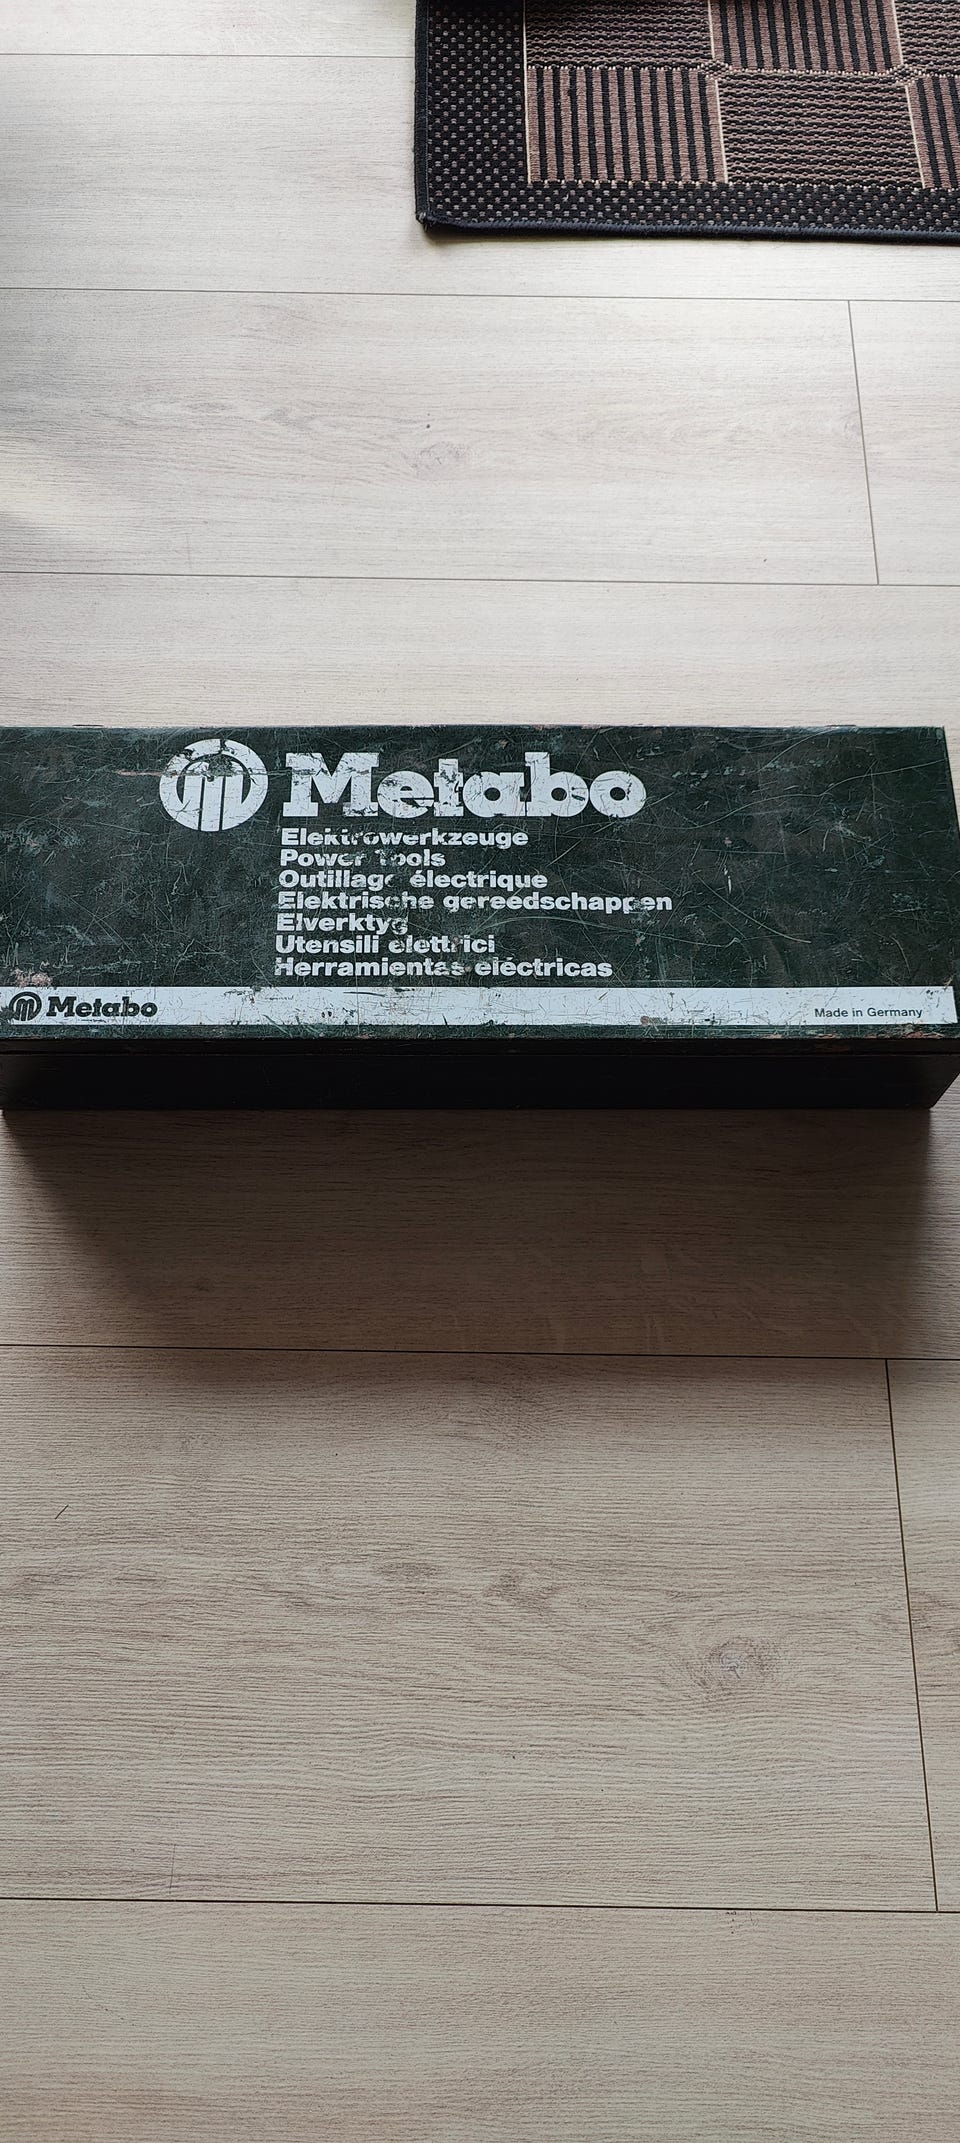 Metabo
Elektrowerkzeuge
Power Tools
Outillage électrique
Elektrische gereedschappen
Elverktyg
Utensili elettrici
Herramientas eléctricas
Metabo
Made in Germany